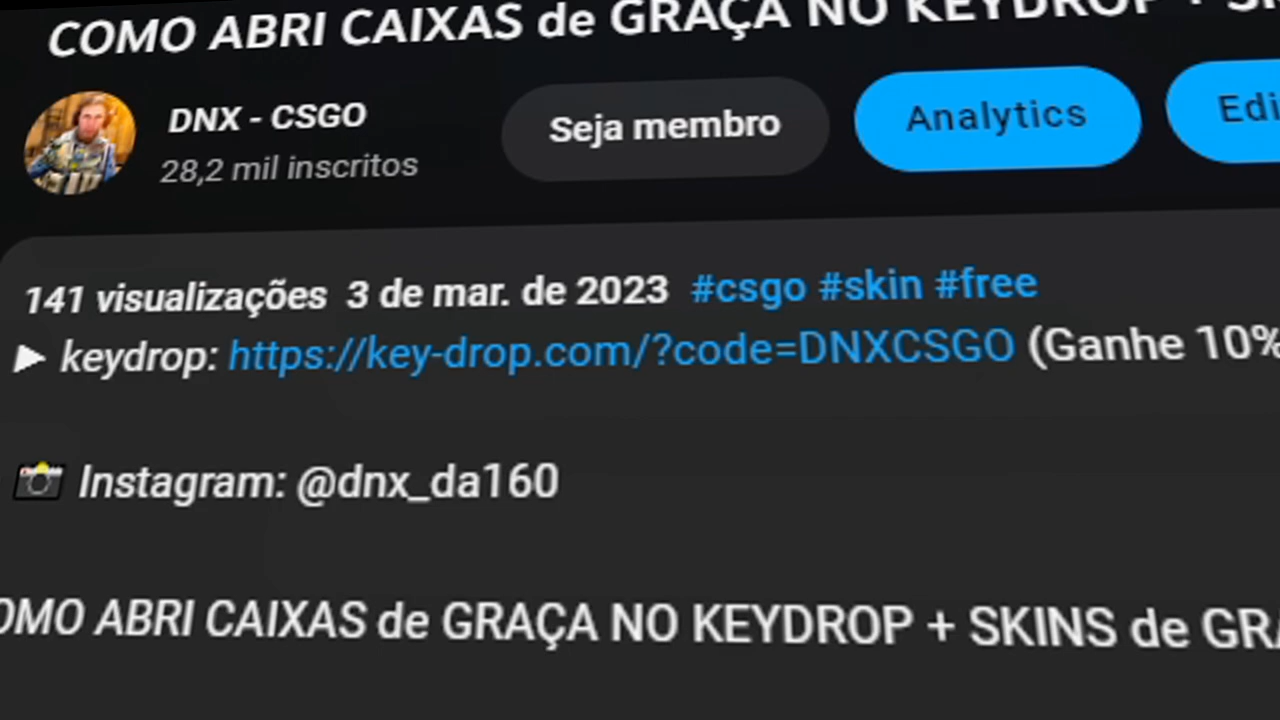 COMO ABRI CAIXAS de GRAÇA NO KEYDROP +
DNX - CSGO
28,2 mil inscritos
Seja membro
Analytics
141 visualizações 3 de mar. de 2023 #csgo #skin #free
▶ keydrop: https://key-drop.com/?code=DNXCSGO (Ganhe 10%
📸 Instagram: @dnx_da160
OMO ABRI CAIXAS de GRAÇA NO KEYDROP + SKINS de GRA